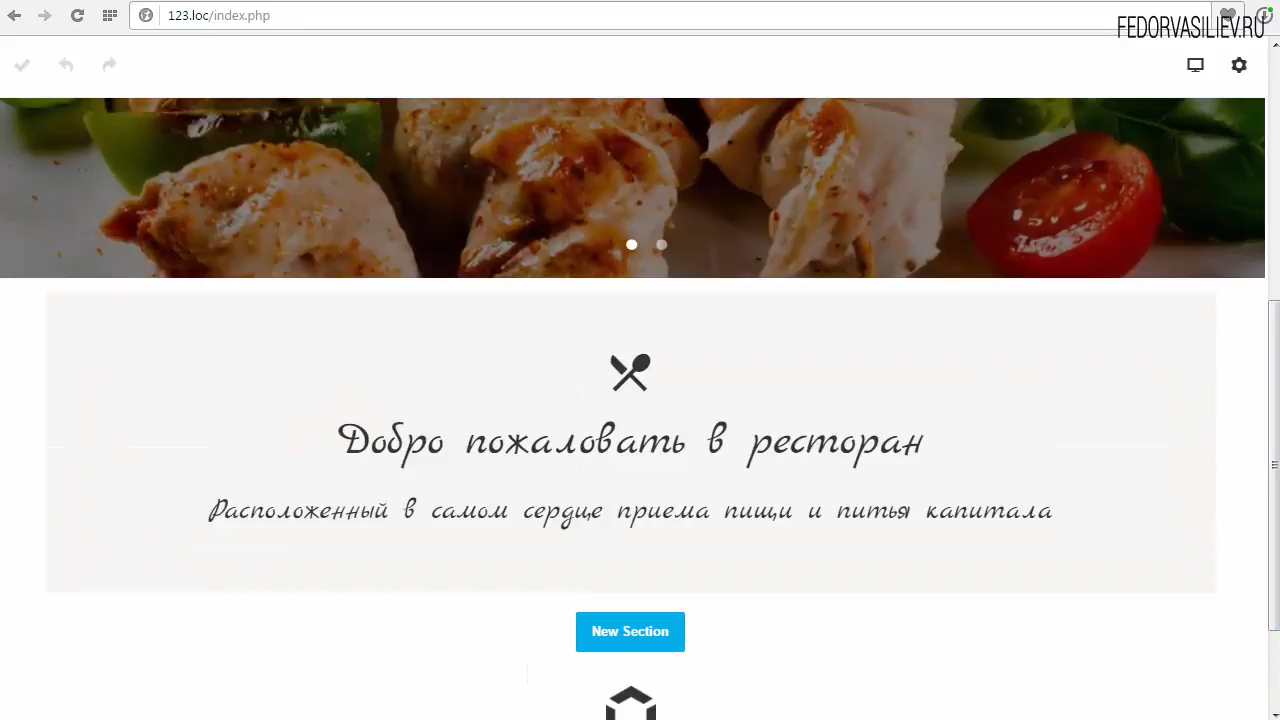 123.loc/index.php
FEDORVASILIEV.RU
Добро пожаловать в ресторан
Расположенный в самом сердце приема пищи и питья капитала
New Section